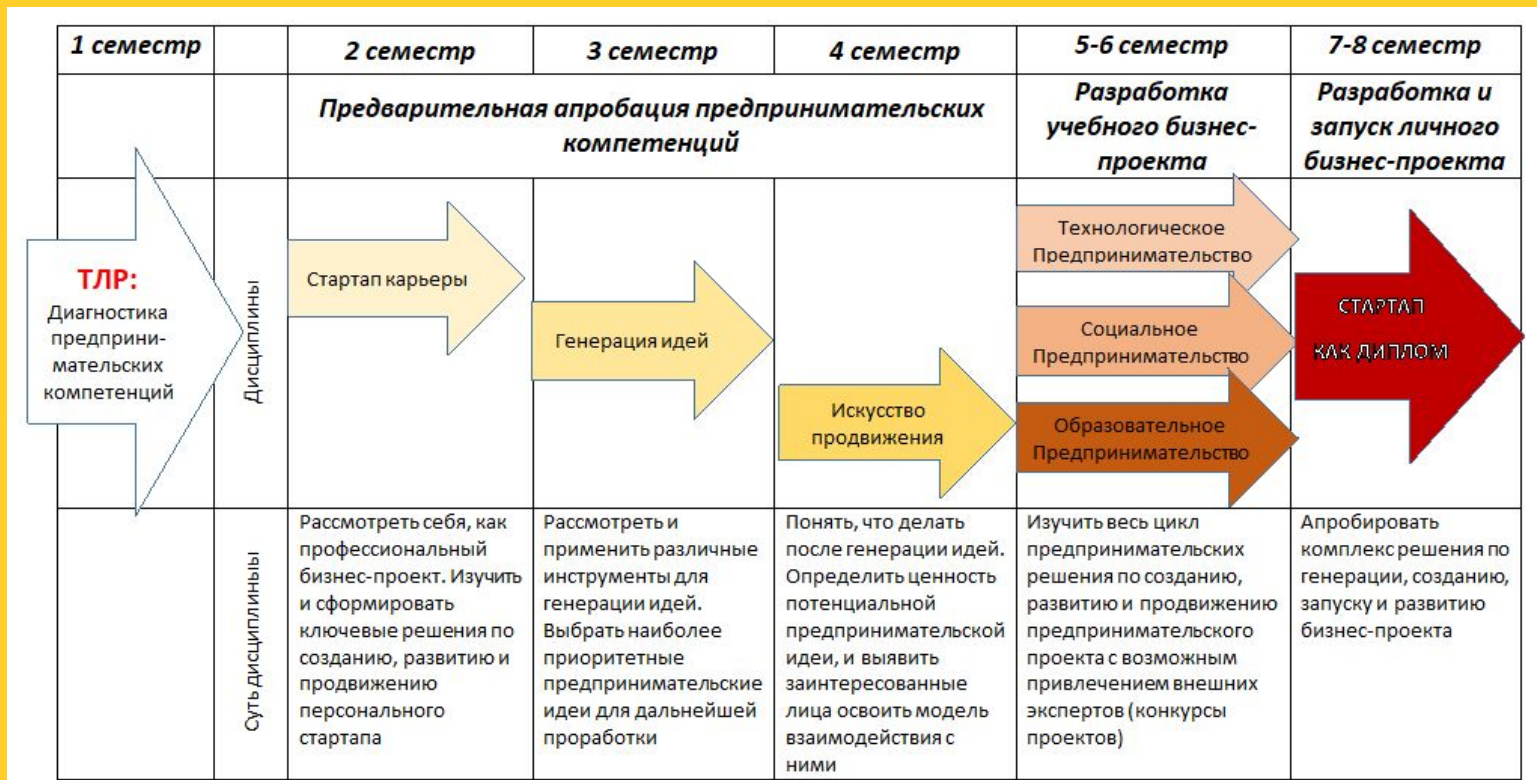 1 семестр
2 семестр
3 семестр
4 семестр
5-6 семестр
7-8 семестр
Предварительная апробация предпринимательских
компетенций
Разработка
учебного бизнес-
проекта
Разработка и
запуск личного
бизнес-проекта
ТЛР:
Диагностика
предприни-
мательских
компетенций
Дисциплины
Стартап карьеры
Генерация идей
Искусство
продвижения
Технологическое
Предпринимательство
Социальное
Предпринимательство
Образовательное
Предпринимательство
СТАРТАП
КАК ДИПЛОМ
Суть дисциплины
Рассмотреть себя, как
профессиональный
бизнес-проект. Изучить
и сформировать
ключевые решения по
созданию, развитию и
продвижению
персонального
стартапа
Рассмотреть и
применить различные
инструменты для
генерации идей.
Выбрать наиболее
приоритетные
предпринимательские
идеи для дальнейшей
проработки
Понять, что делать
после генерации идей.
Определить ценность
потенциальной
предпринимательской
идеи, и выявить
заинтересованные
лица освоить модель
взаимодействия с
ними
Изучить весь цикл
предпринимательских
решения по созданию,
развитию и продвижению
предпринимательского
проекта с возможным
привлечением внешних
экспертов (конкурсы
проектов)
Апробировать
комплекс решения по
генерации, созданию,
запуску и развитию
бизнес-проекта